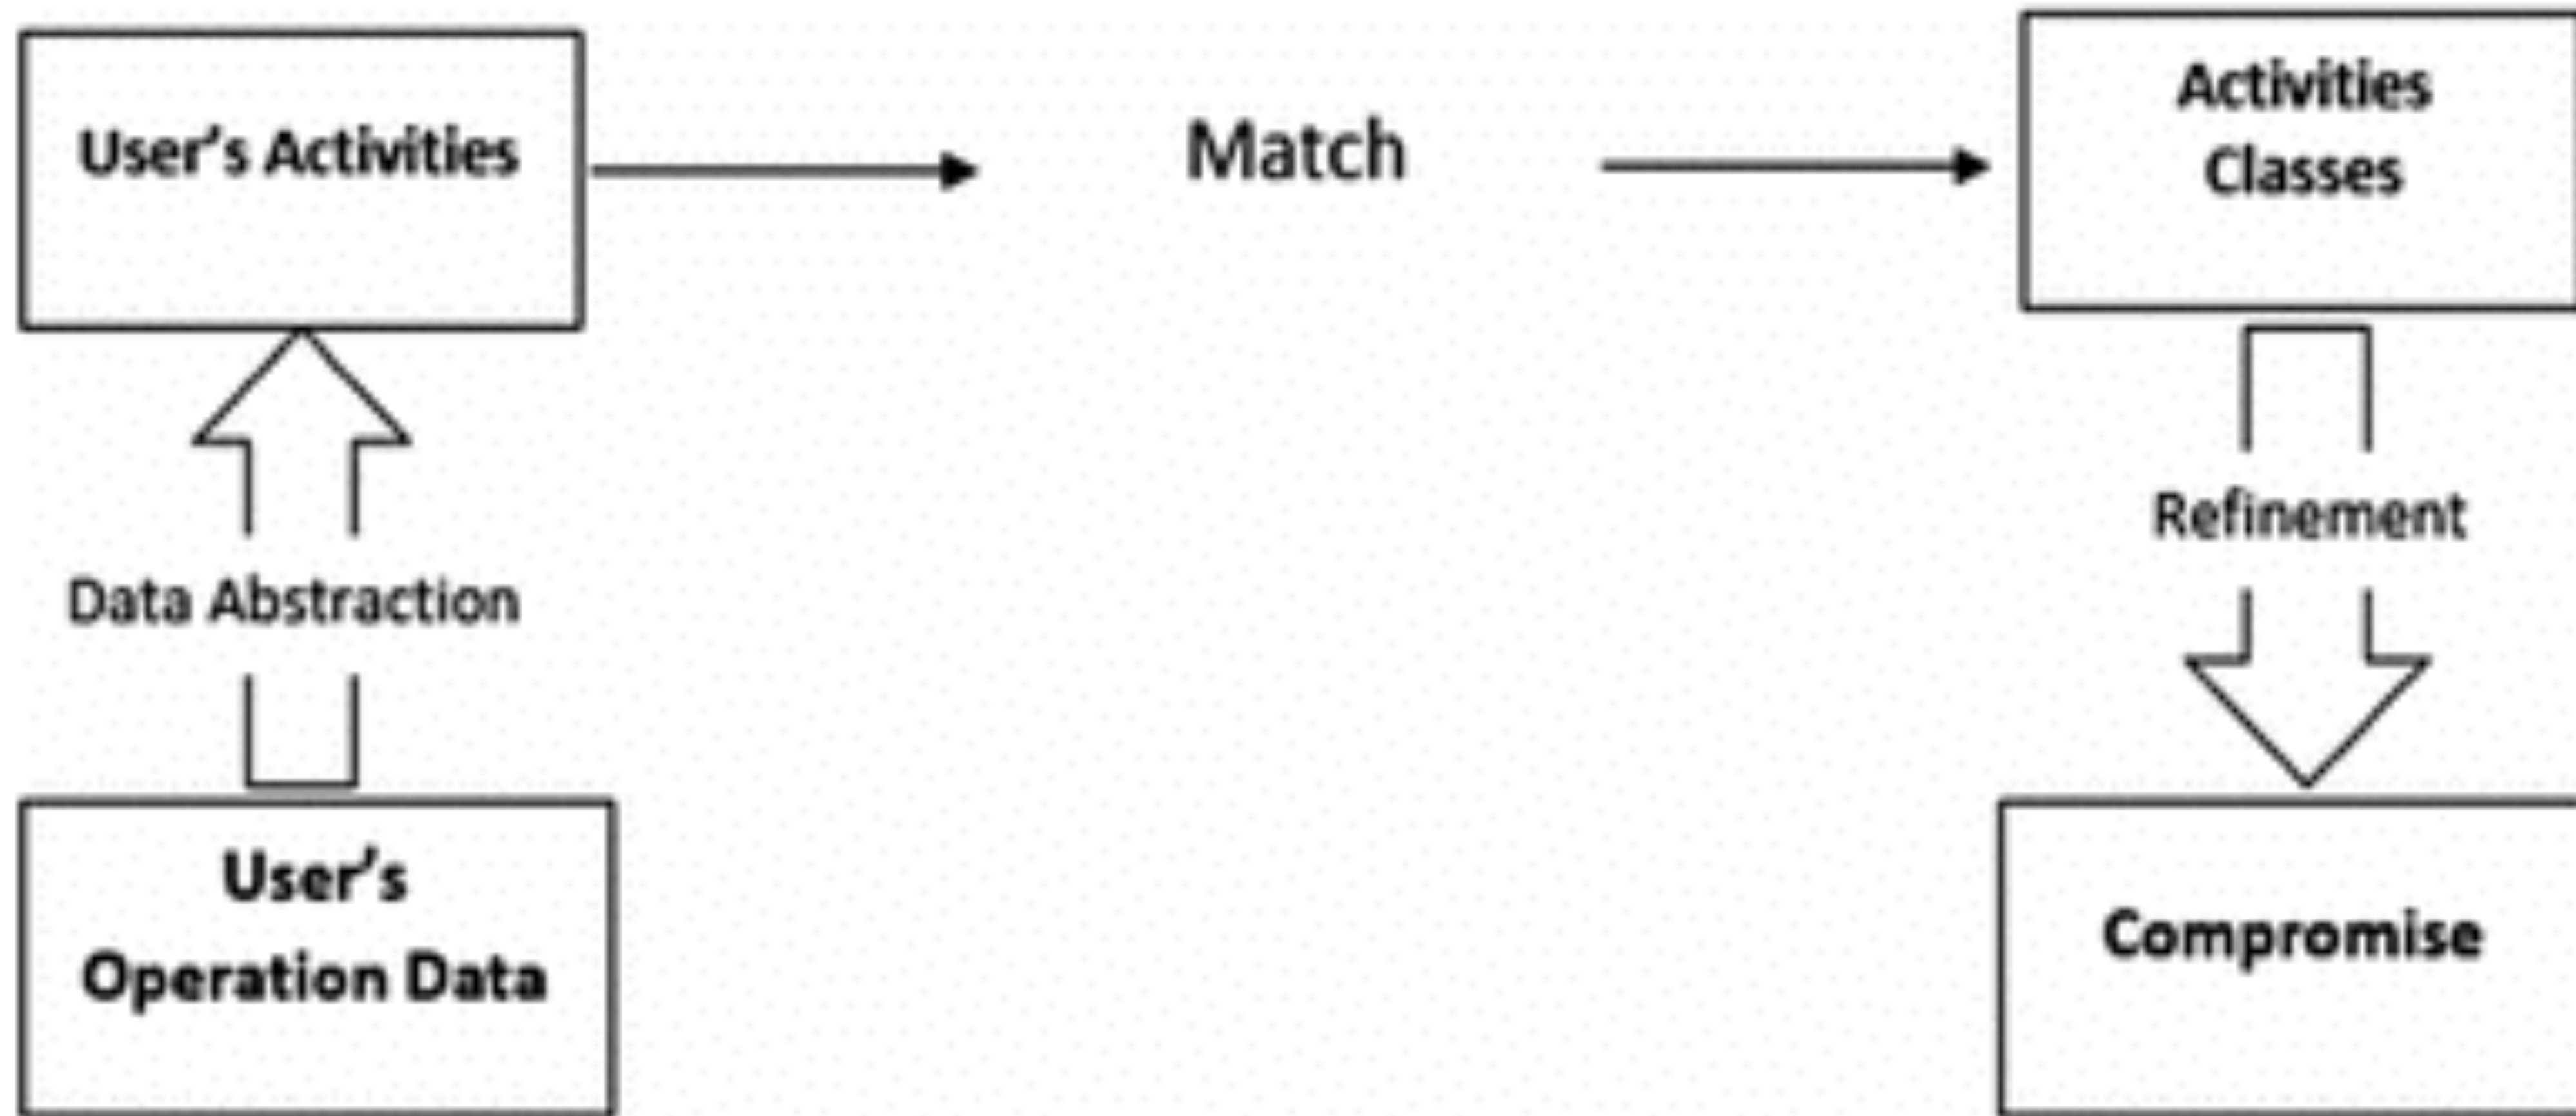 User's Activities
Match
Activities
Classes
Data Abstraction
Refinement
User's
Operation Data
Compromise